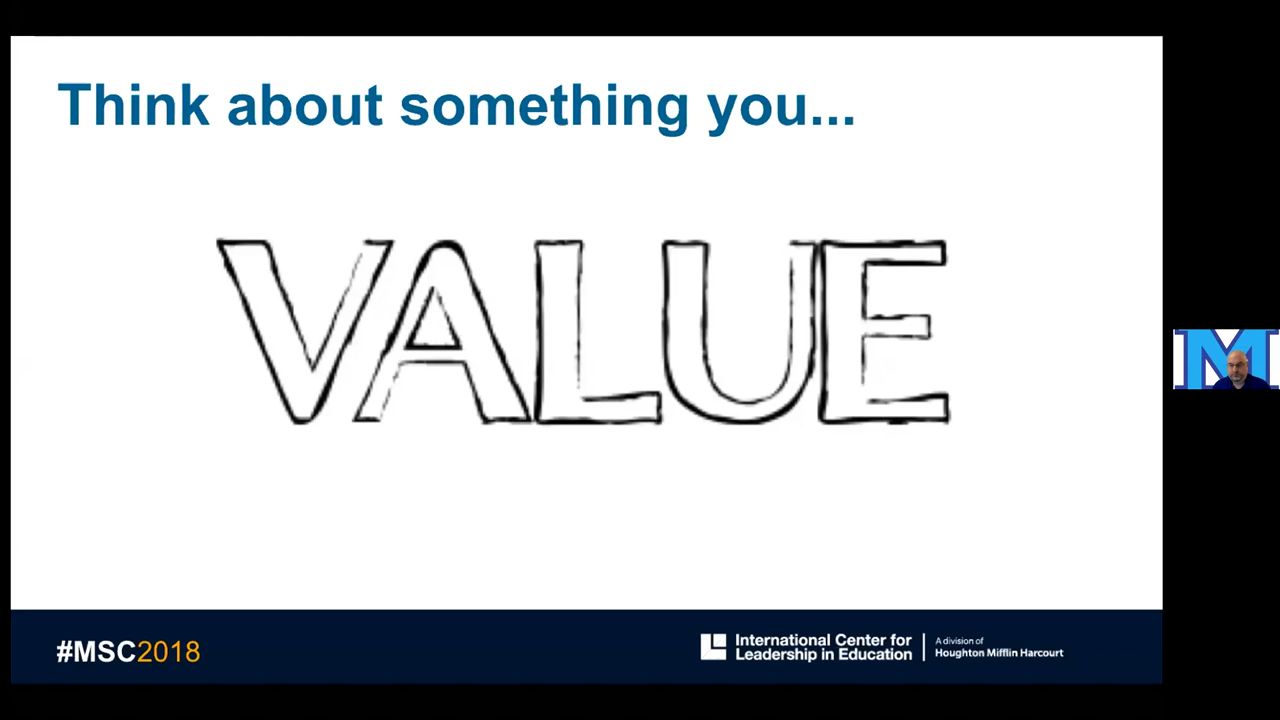 Think about something you...
VALUE
#MSC2018
International Center for
Leadership in Education
A division of
Houghton Mifflin Harcourt
M